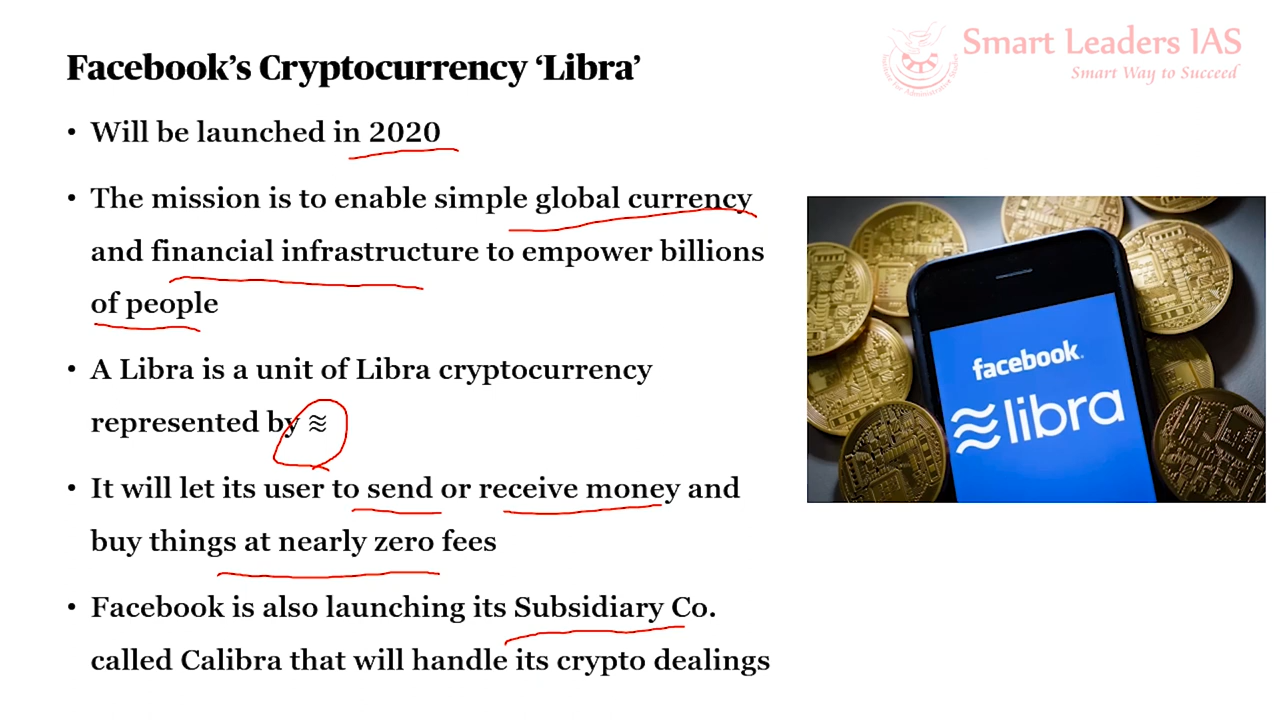 Smart Leaders IAS
Smart Way to Succeed
Facebook's Cryptocurrency 'Libra'
• Will be launched in 2020
• The mission is to enable simple global currency
and financial infrastructure to empower billions
of people
• A Libra is a unit of Libra cryptocurrency
represented by ≋
• It will let its user to send or receive money and
buy things at nearly zero fees
• Facebook is also launching its Subsidiary Co.
called Calibra that will handle its crypto dealings
facebook
≋libra